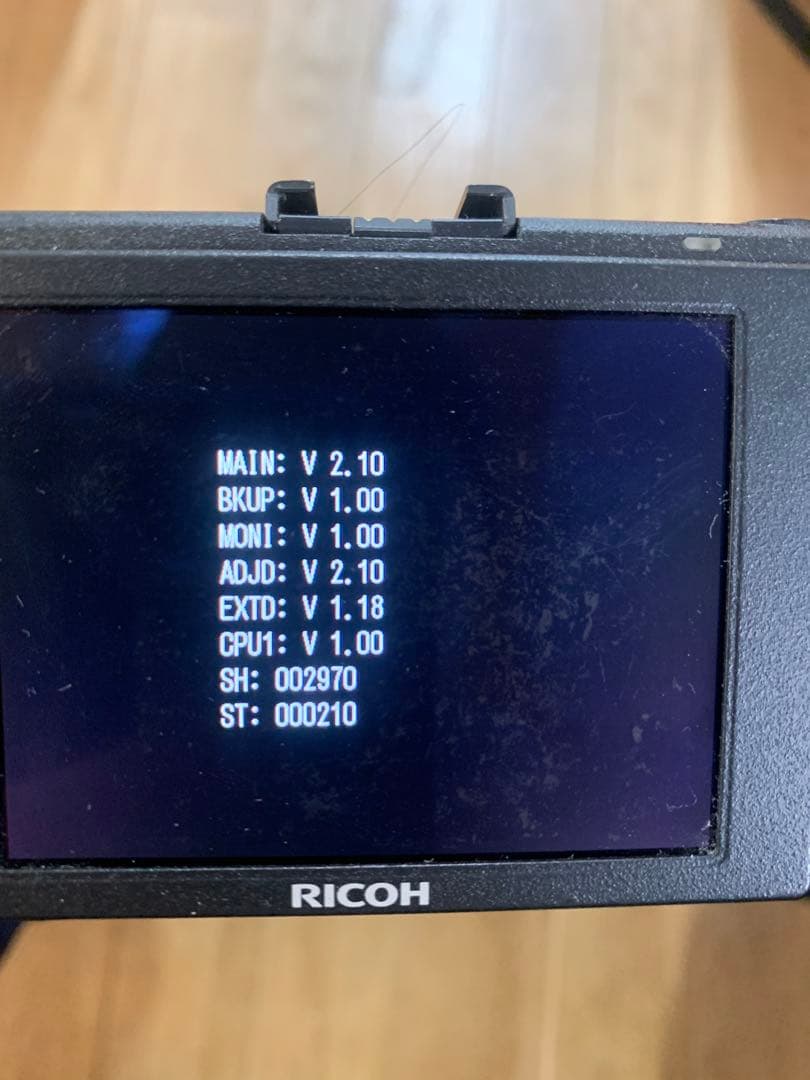 MAIN: V 2.10
BKUP: V 1.00
MONI: V 1.00
ADJD: V 2.10
EXTD: V 1.18
CPU1: V 1.00
SH: 002970
ST: 000210
RICOH